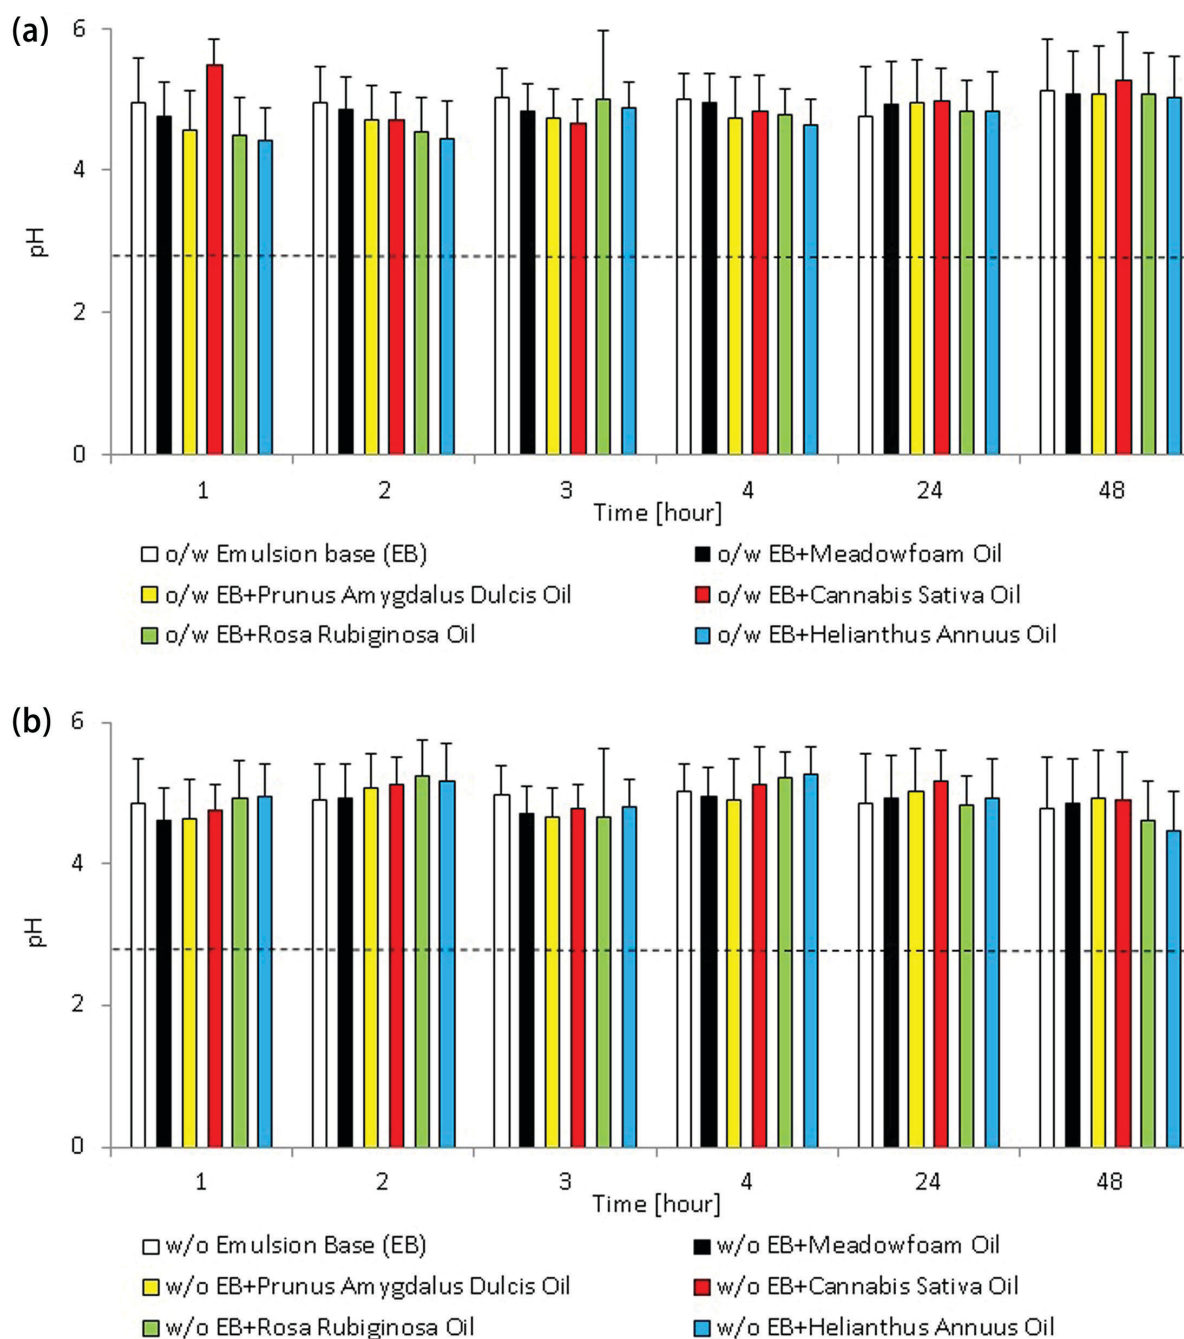 (a)
6
4
2
0
pH
1 2 3 4 24 48
Time [hour]
o/w Emulsion base (EB) o/w EB+Meadowfoam Oil
o/w EB+Prunus Amygdalus Dulcis Oil o/w EB+Cannabis Sativa Oil
o/w EB+Rosa Rubiginosa Oil o/w EB+Helianthus Annuus Oil
(b)
6
4
2
0
pH
1 2 3 4 24 48
Time [hour]
w/o Emulsion Base (EB) w/o EB+Meadowfoam Oil
w/o EB+Prunus Amygdalus Dulcis Oil w/o EB+Cannabis Sativa Oil
w/o EB+Rosa Rubiginosa Oil w/o EB+Helianthus Annuus Oil